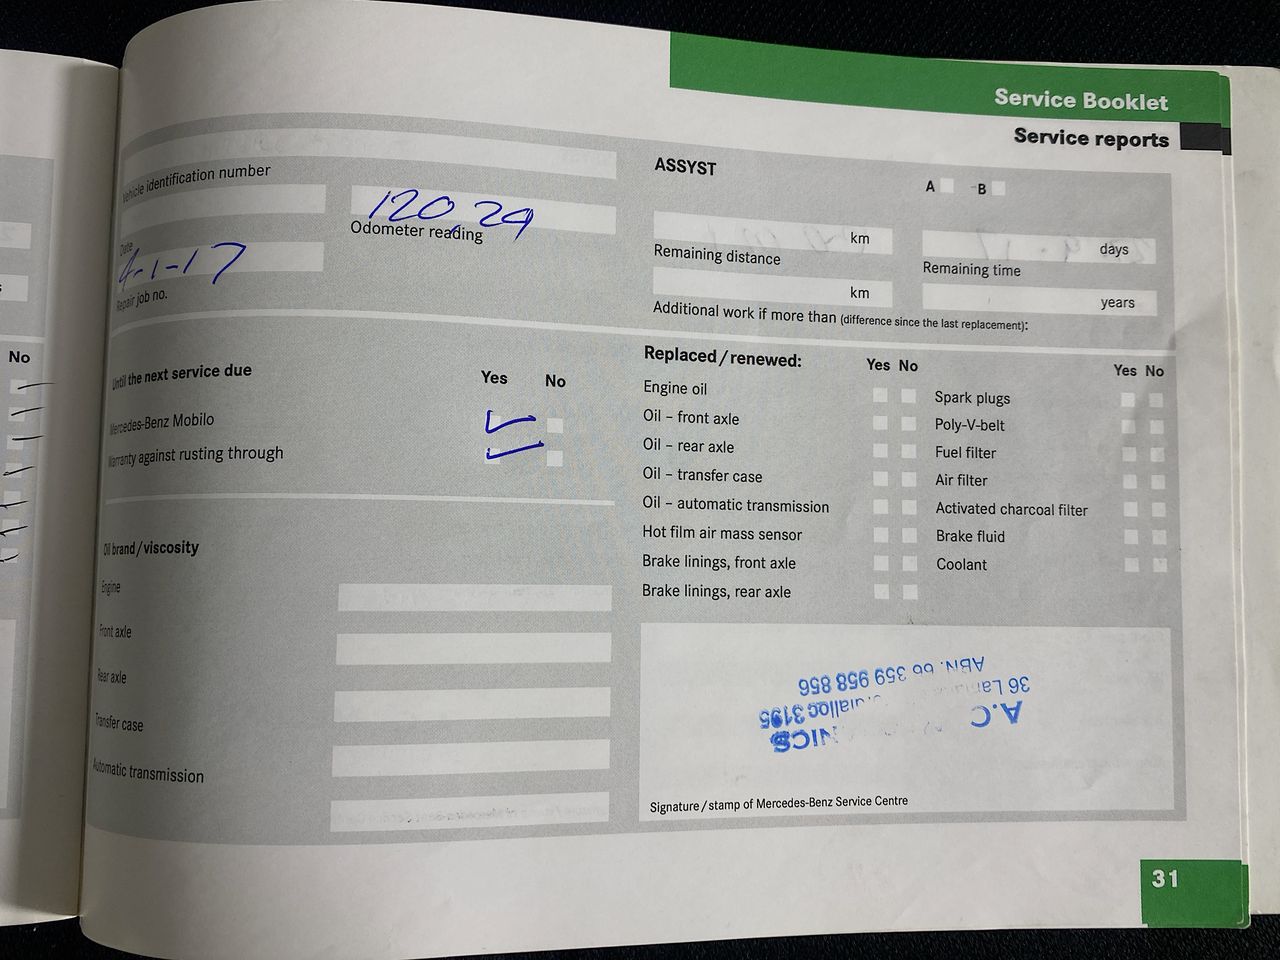 Service Booklet
Service reports
Vehicle identification number
120,29
Odometer reading
Date
4-1-17
Repair job no.
ASSYST
A B
km
Remaining distance
days
Remaining time
km
years
Additional work if more than (difference since the last replacement):
No
Until the next service due
Yes No
Mercedes-Benz Mobilo
Warranty against rusting through
Oil brand/viscosity
Engine
Front axle
Rear axle
Transfer case
Automatic transmission
Replaced/renewed:
Yes No
Engine oil
Oil – front axle
Oil – rear axle
Oil – transfer case
Oil – automatic transmission
Hot film air mass sensor
Brake linings, front axle
Brake linings, rear axle
Yes No
Spark plugs
Poly-V-belt
Fuel filter
Air filter
Activated charcoal filter
Brake fluid
Coolant
A.C
36
3195
ABN. 359 958 856
Signature/stamp of Mercedes-Benz Service Centre
31